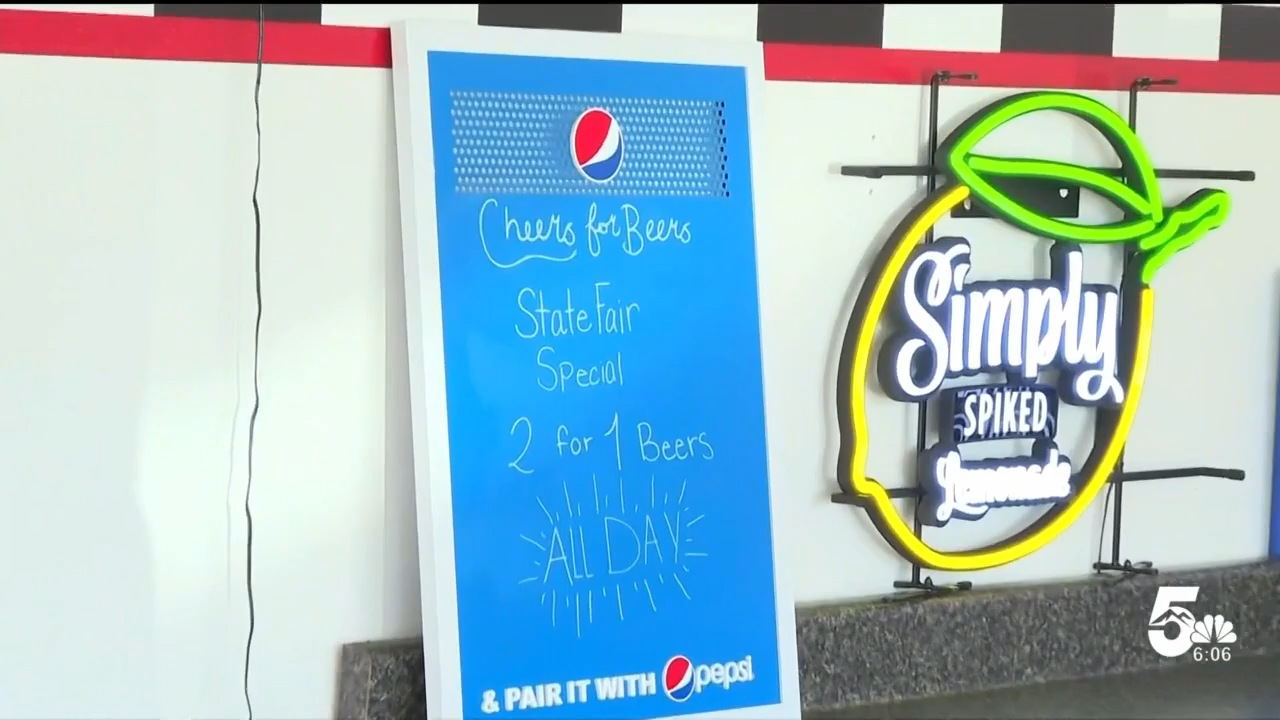 Cheers for Beers
State Fair
Special
2 for 1 Beers
ALL DAY
& PAIR IT WITH pepsi
Simply
SPIKED
Lemonade
5
6:06